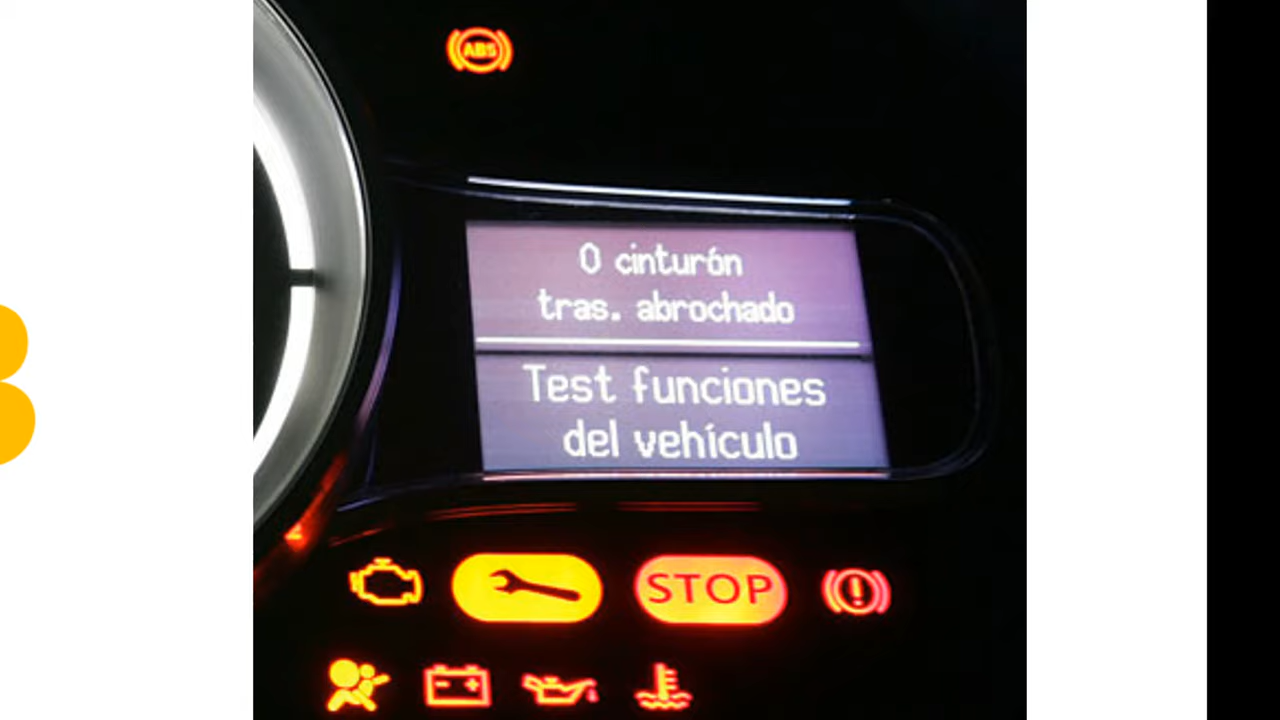 ABS
0 cinturón
tras. abrochado
Test funciones
del vehículo
STOP